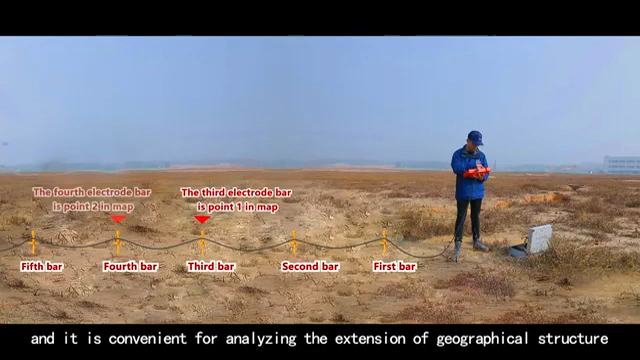 The fourth electrode bar
is point 2 in map
The third electrode bar
is point 1 in map
Fifth bar
Fourth bar
Third bar
Second bar
First bar
and it is convenient for analyzing the extension of geographical structure